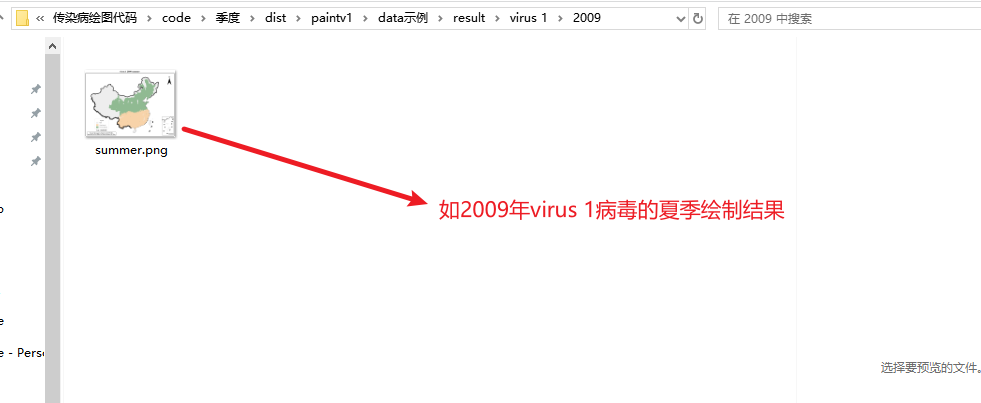 « 传染病绘图代码 > code > 季度 > dist > paintv1 > data示例 > result > virus 1 > 2009
在 2009 中搜索
summer.png
如2009年virus 1病毒的夏季绘制结果
e - Perso
选择要预览的文件。